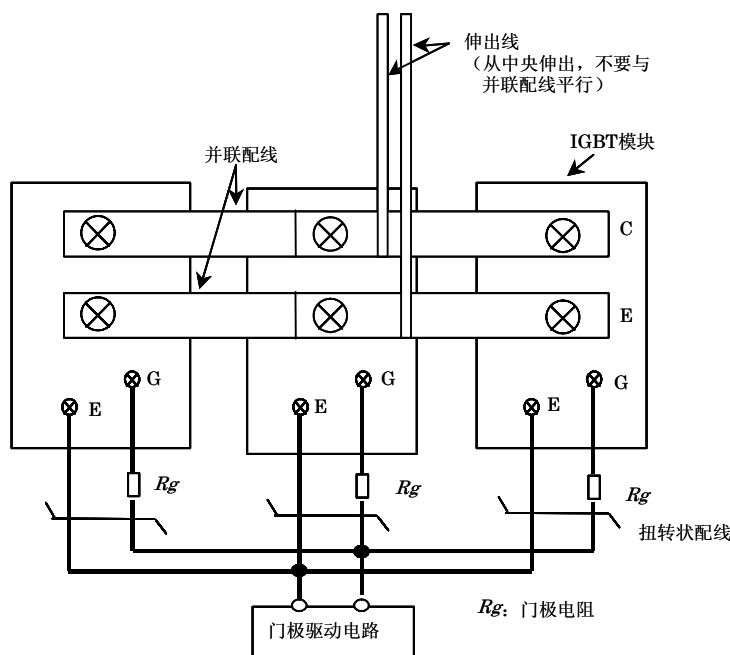 伸出线
（从中央伸出，不要与
并联配线平行）
并联配线
IGBT模块
C
E
G
E
G
E
G
E
Rg
Rg
Rg
扭转状配线
Rg：门极电阻
门极驱动电路